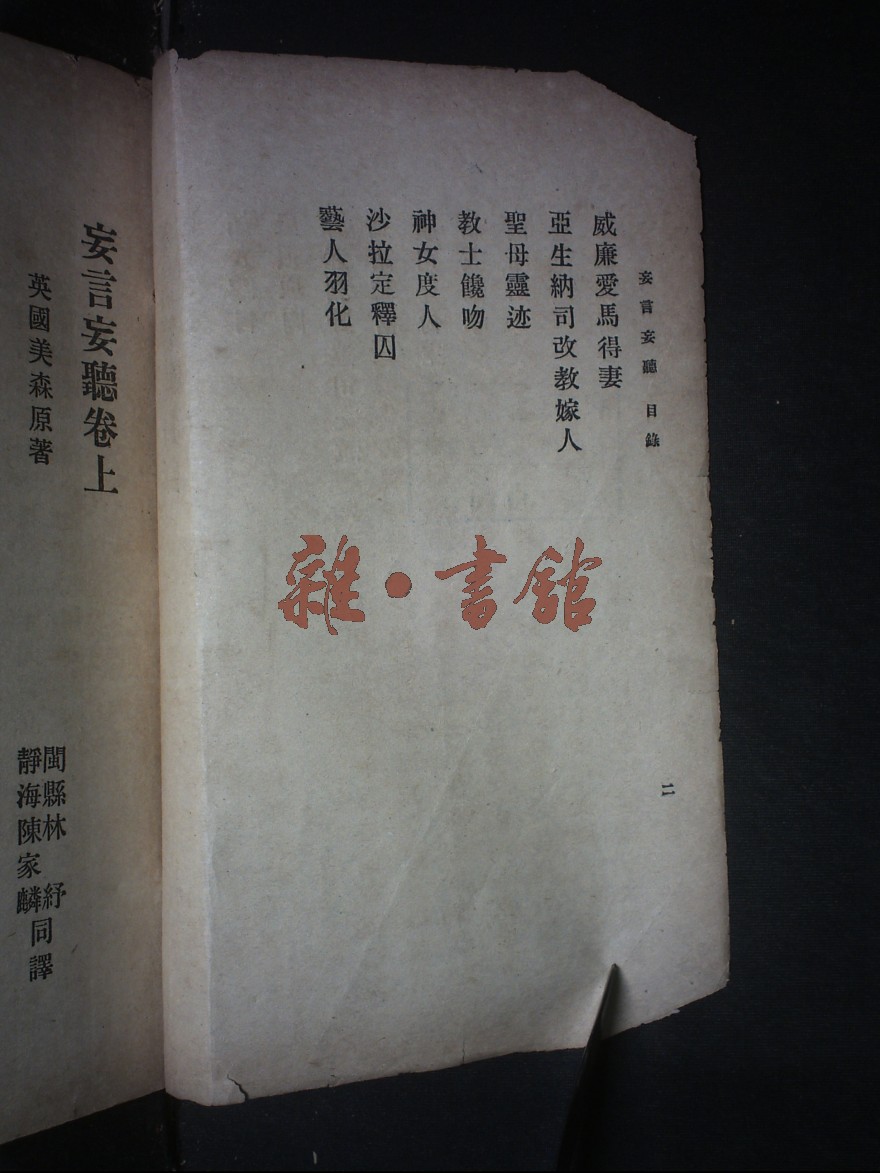 妄言妄聽 目錄
威廉愛馬得妻
亞生納司改教嫁人
聖母靈迹
教士饞吻
神女度人
沙拉定釋囚
藝人羽化
二
雜·書館
妄言妄聽卷上
英國美森原著
閩縣林 紓
靜海陳家麟同譯